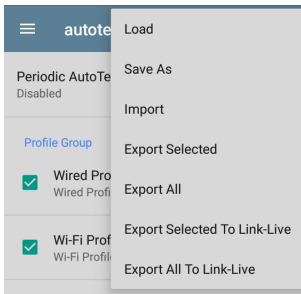 autote
Periodic AutoTe
Disabled
Profile Group
Wired Pro
Wired Profi
Wi-Fi Prof
Wi-Fi Profil
Load
Save As
Import
Export Selected
Export All
Export Selected To Link-Live
Export All To Link-Live